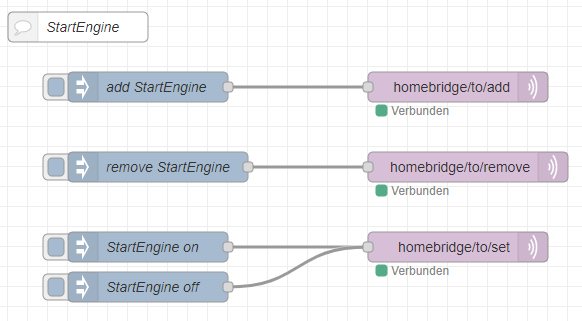 StartEngine
add StartEngine
homebridge/to/add
Verbunden
remove StartEngine
homebridge/to/remove
Verbunden
StartEngine on
homebridge/to/set
Verbunden
StartEngine off